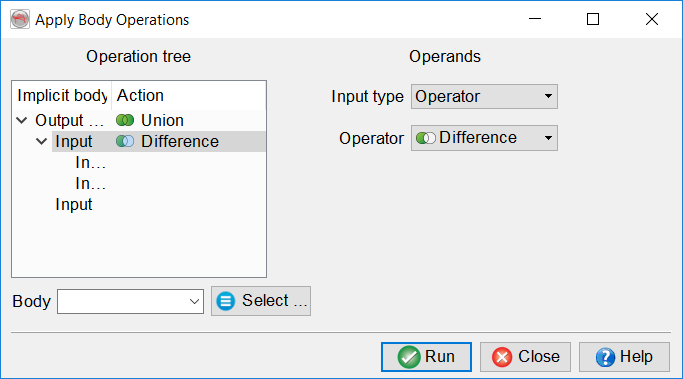 Apply Body Operations
Operation tree
Operands
Implicit body Action
Output ... Union
Input Difference
In...
In...
Input
Input type Operator
Operator Difference
Body Select ...
Run Close Help